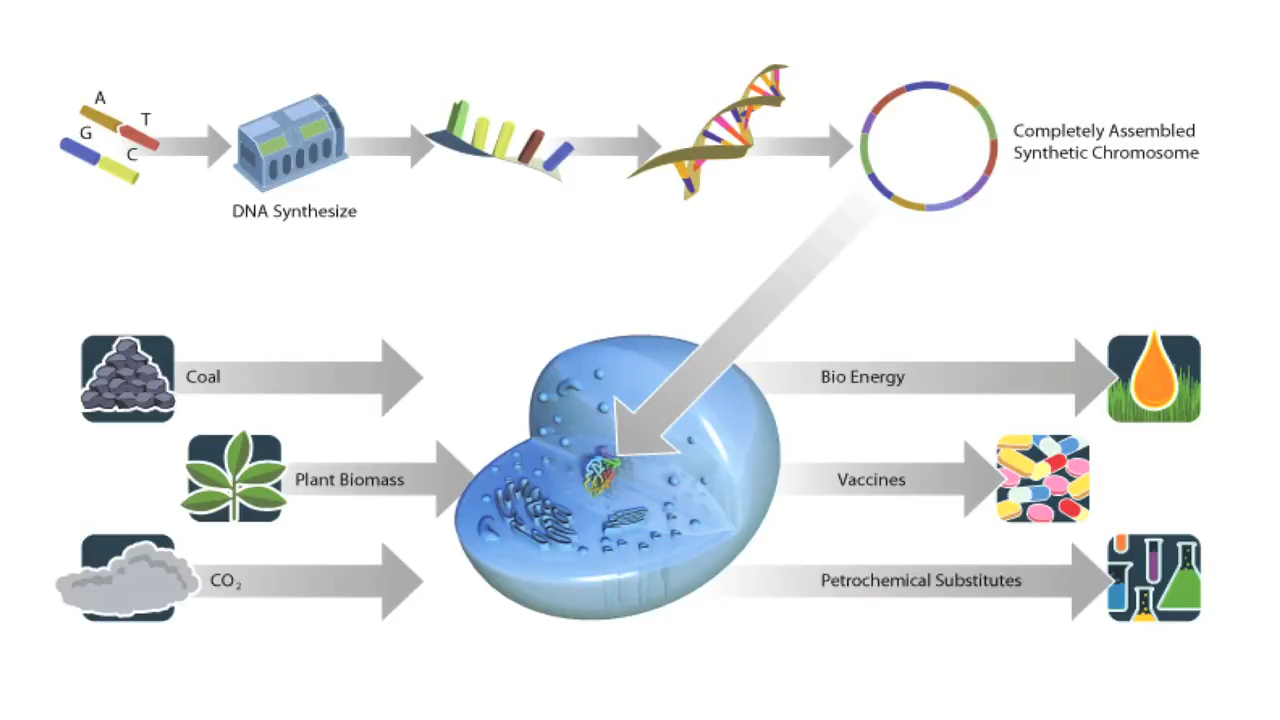 A
T
G
C
DNA Synthesize
Completely Assembled
Synthetic Chromosome
Coal
Bio Energy
Plant Biomass
Vaccines
CO₂
Petrochemical Substitutes